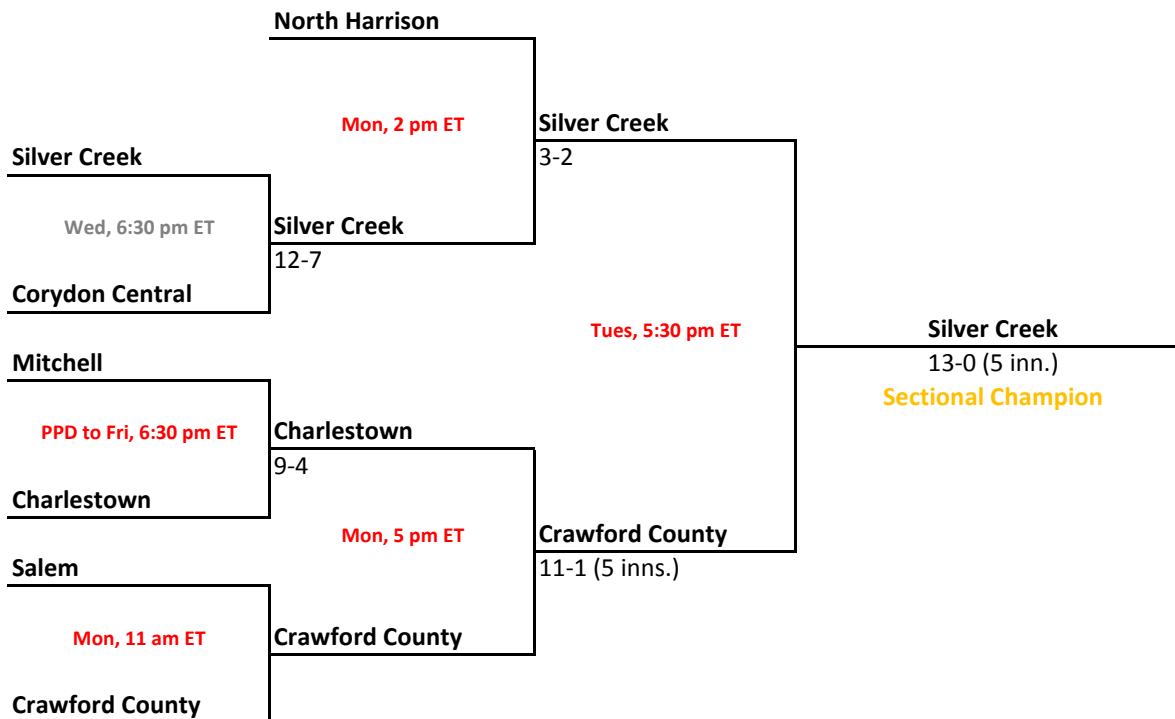 North Harrison
Mon, 2 pm ET
Silver Creek
3-2
Silver Creek
Wed, 6:30 pm ET
Silver Creek
12-7
Corydon Central
Tues, 5:30 pm ET
Silver Creek
13-0 (5 inn.)
Sectional Champion
Mitchell
PPD to Fri, 6:30 pm ET
Charlestown
9-4
Charlestown
Mon, 5 pm ET
Crawford County
11-1 (5 inns.)
Salem
Mon, 11 am ET
Crawford County
Crawford County